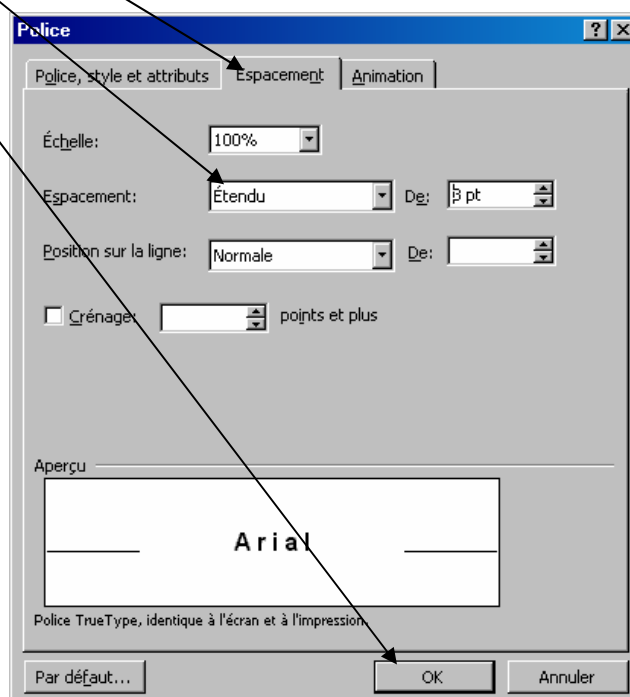 Police
Police, style et attributs Espacement Animation
Échelle: 100%
Espacement: Étendu De: 3 pt
Position sur la ligne: Normale De:
Crénage: points et plus
Aperçu
Arial
Police TrueType, identique à l'écran et à l'impression.
Par défaut... OK Annuler